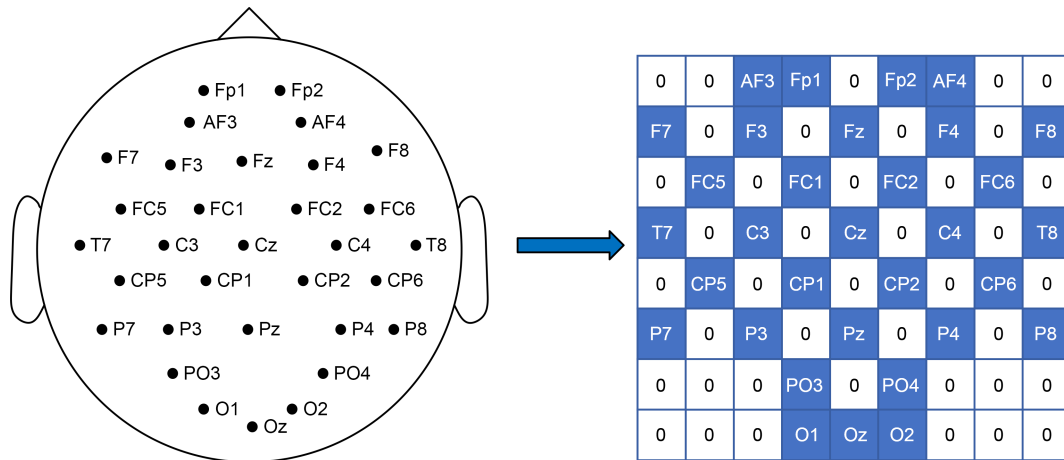 Fp1 Fp2
AF3 AF4
F7 F3 Fz F4 F8
FC5 FC1 FC2 FC6
T7 C3 Cz C4 T8
CP5 CP1 CP2 CP6
P7 P3 Pz P4 P8
PO3 PO4
O1 O2
Oz
0 0 AF3 Fp1 0 Fp2 AF4 0 0
F7 0 F3 0 Fz 0 F4 0 F8
0 FC5 0 FC1 0 FC2 0 FC6 0
T7 0 C3 0 Cz 0 C4 0 T8
0 CP5 0 CP1 0 CP2 0 CP6 0
P7 0 P3 0 Pz 0 P4 0 P8
0 0 0 PO3 0 PO4 0 0 0
0 0 0 O1 Oz O2 0 0 0